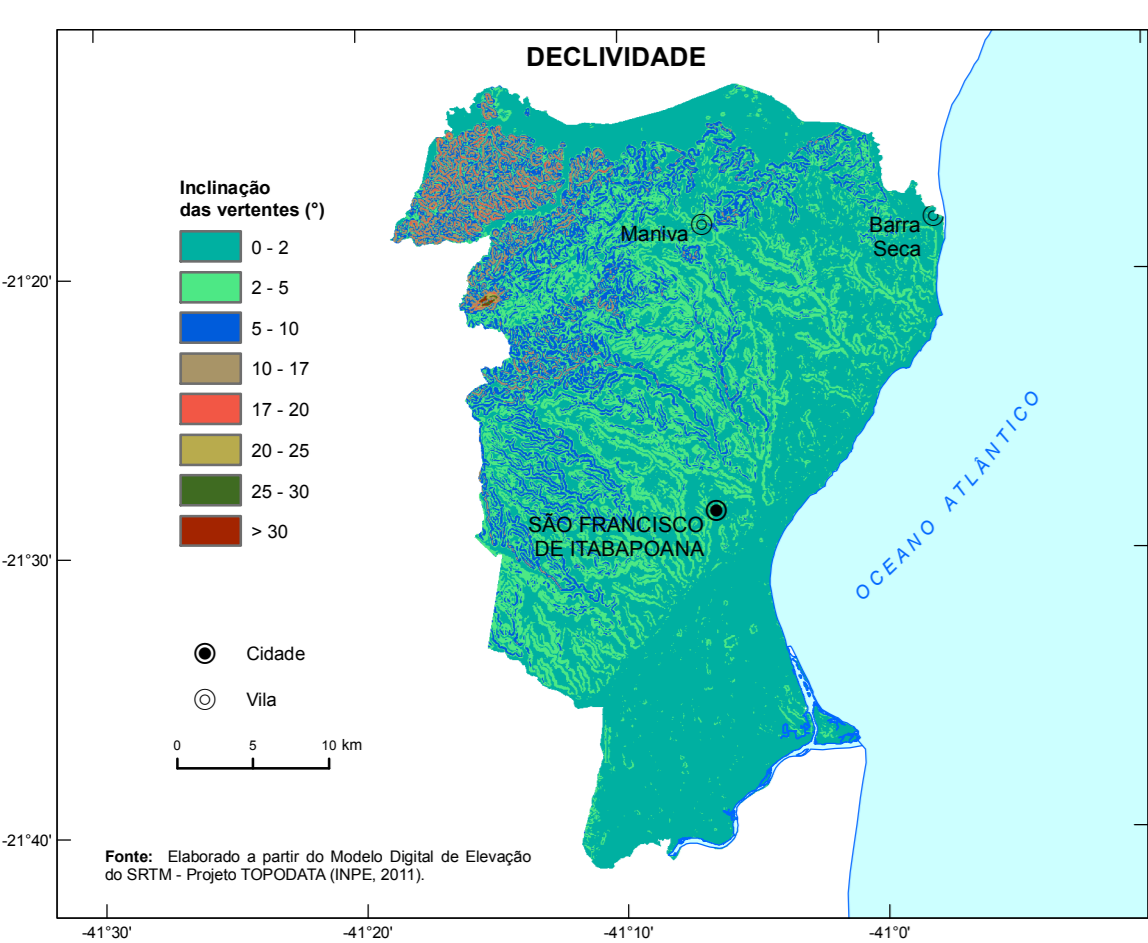 DECLIVIDADE
Inclinação
das vertentes (°)
0 - 2
2 - 5
5 - 10
10 - 17
17 - 20
20 - 25
25 - 30
> 30
Maniva
Barra
Seca
SÃO FRANCISCO
DE ITABAPOANA
OCEANO ATLÂNTICO
Cidade
Vila
0 5 10 km
Fonte: Elaborado a partir do Modelo Digital de Elevação
do SRTM - Projeto TOPODATA (INPE, 2011).
-21°20'
-21°30'
-21°40'
-41°30' -41°20' -41°10' -41°0'